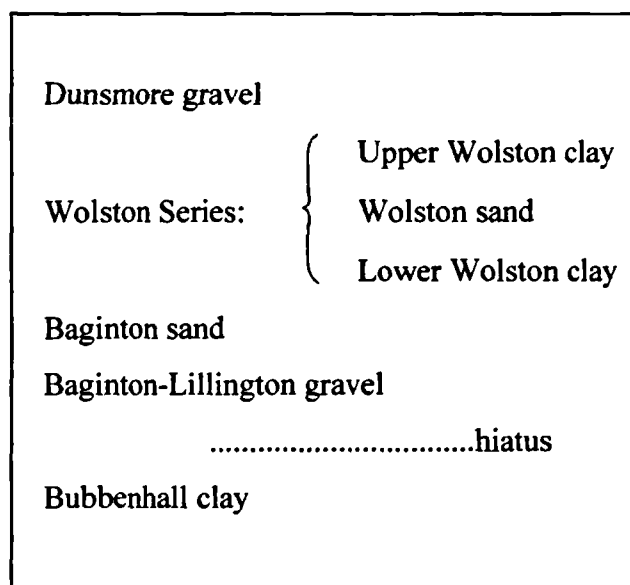 Dunsmore gravel
Upper Wolston clay
Wolston Series: Wolston sand
Lower Wolston clay
Baginton sand
Baginton-Lillington gravel
.................................hiatus
Bubbenhall clay